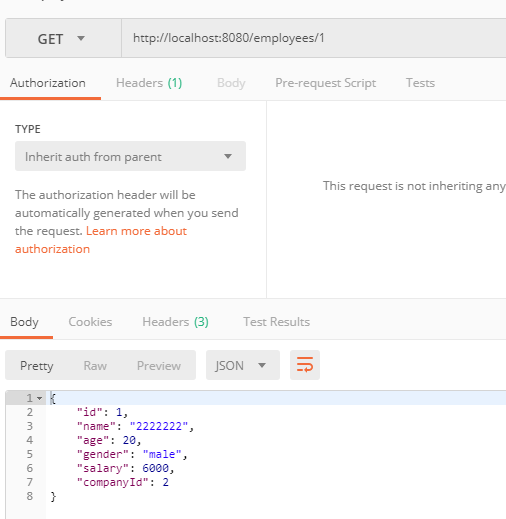 GET http://localhost:8080/employees/1
Authorization Headers (1) Body Pre-request Script Tests
TYPE
Inherit auth from parent
The authorization header will be
automatically generated when you send
the request. Learn more about
authorization
This request is not inheriting any
Body Cookies Headers (3) Test Results
Pretty Raw Preview JSON
1 {
2 "id": 1,
3 "name": "2222222",
4 "age": 20,
5 "gender": "male",
6 "salary": 6000,
7 "companyId": 2
8 }